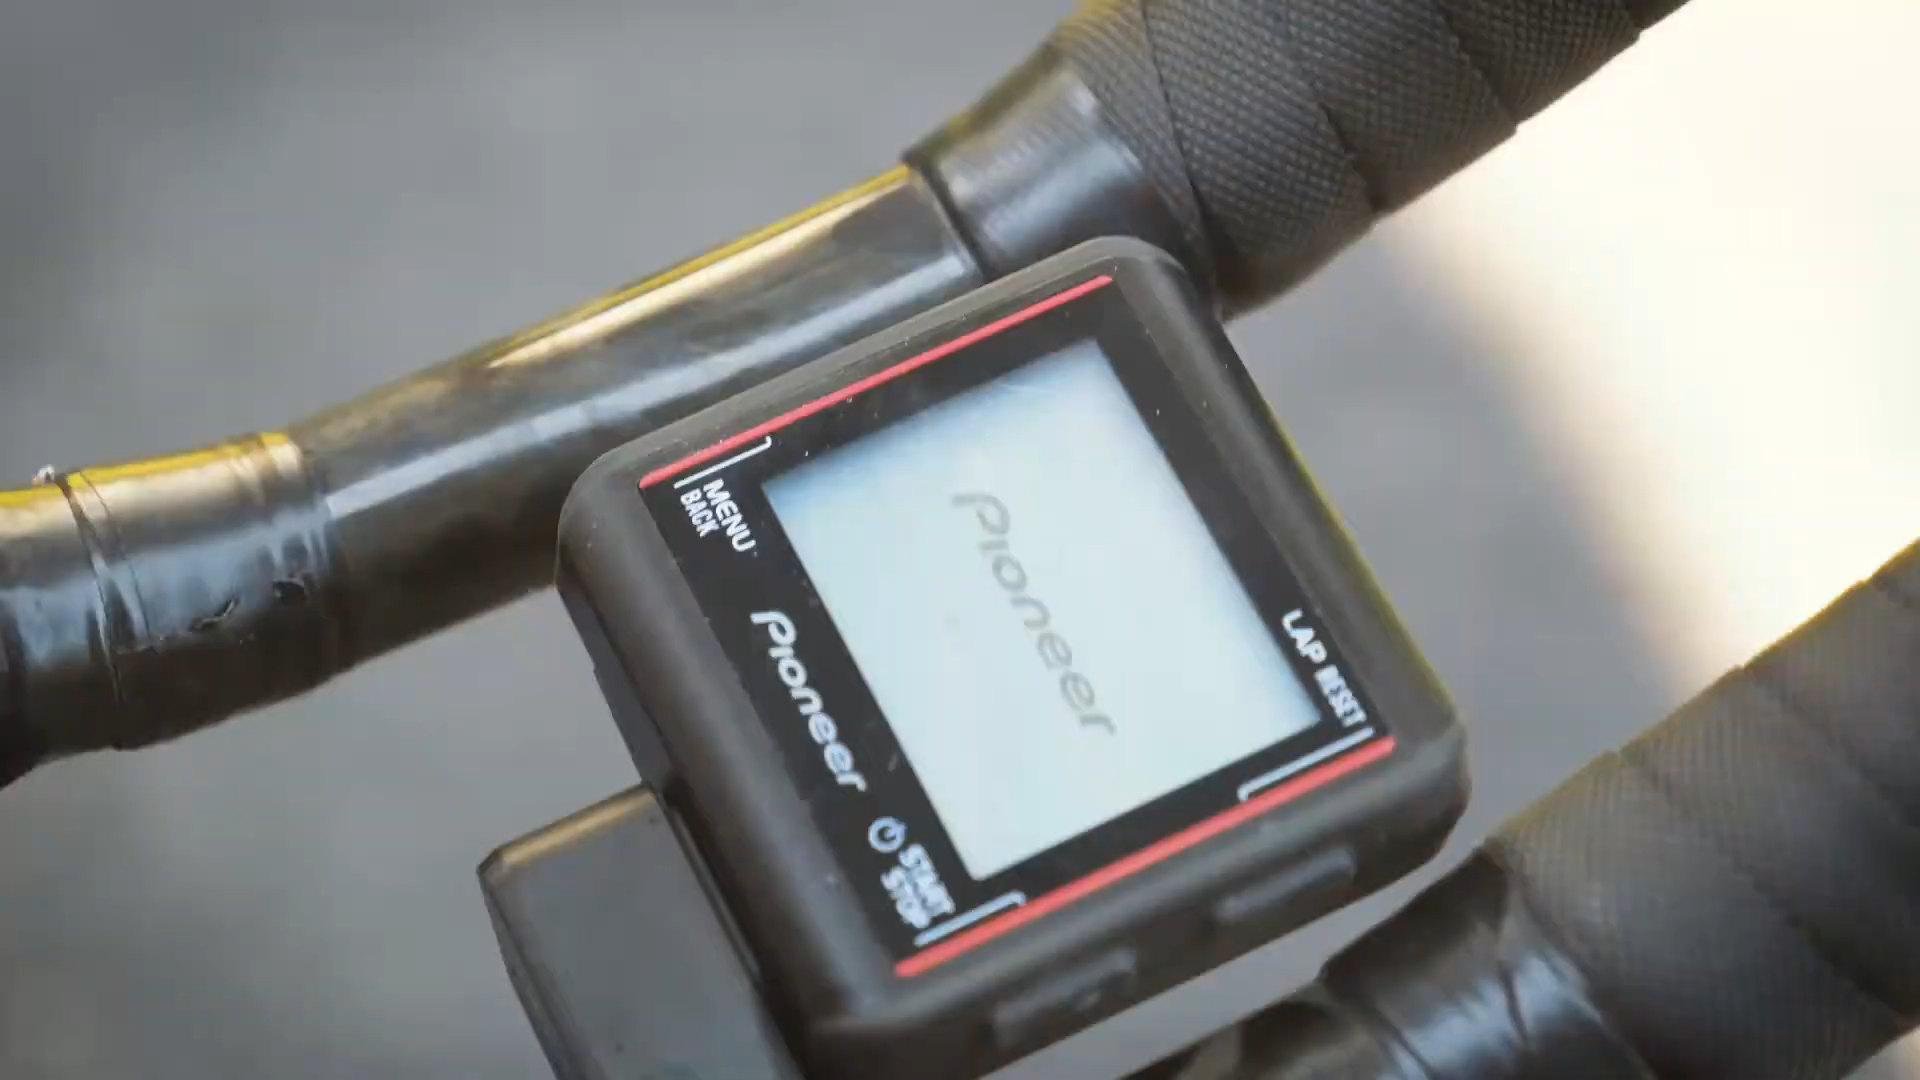 MENU
BACK
Pioneer
Pioneer
LAP RESET
START
STOP